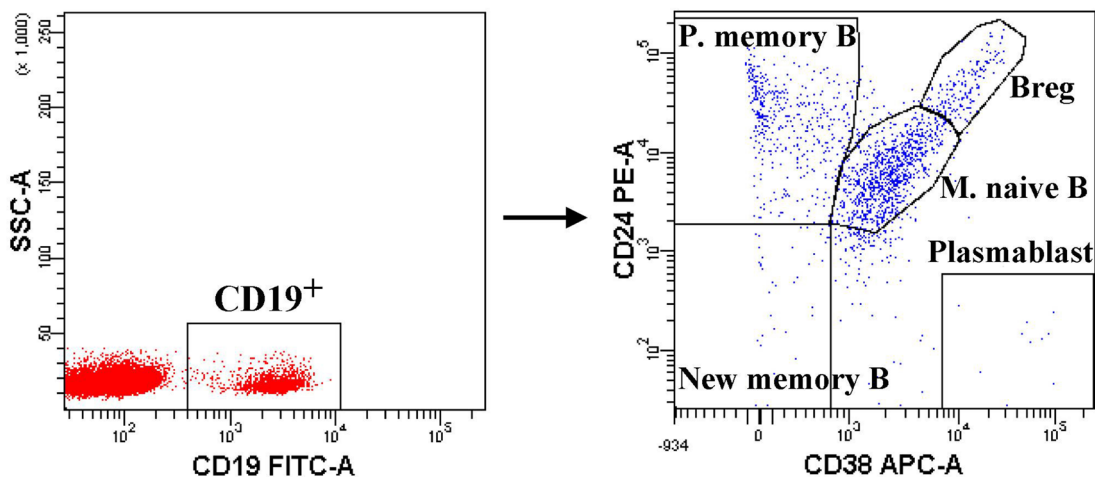 (x 1,000)
SSC-A
250
200
150
100
50
CD19+
10²
10³
10⁴
10⁵
CD19 FITC-A
P. memory B
Breg
M. naive B
Plasmablast
New memory B
CD24 PE-A
10⁵
10⁴
10³
10²
-934
0
10³
10⁴
10⁵
CD38 APC-A